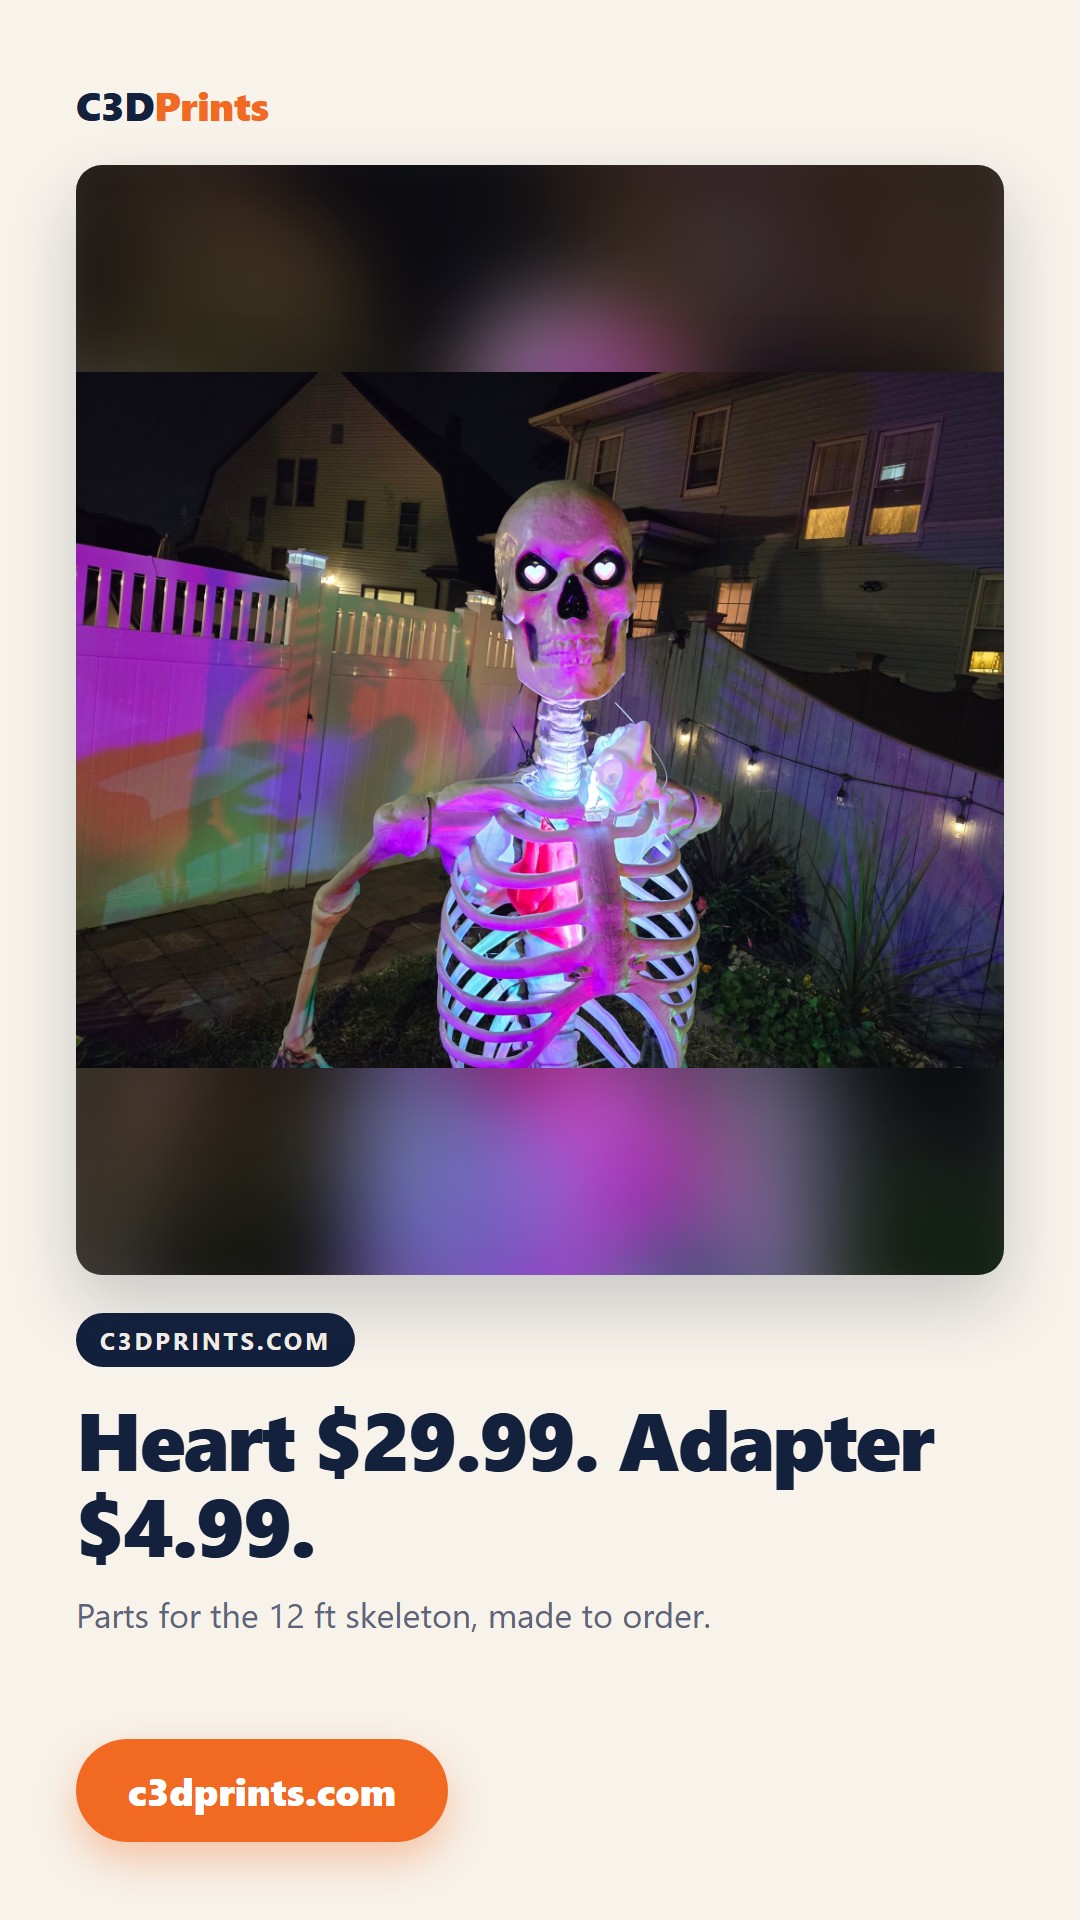 C3DPrints
C3DPRINTS.COM
Heart $29.99. Adapter
$4.99.
Parts for the 12 ft skeleton, made to order.
c3dprints.com